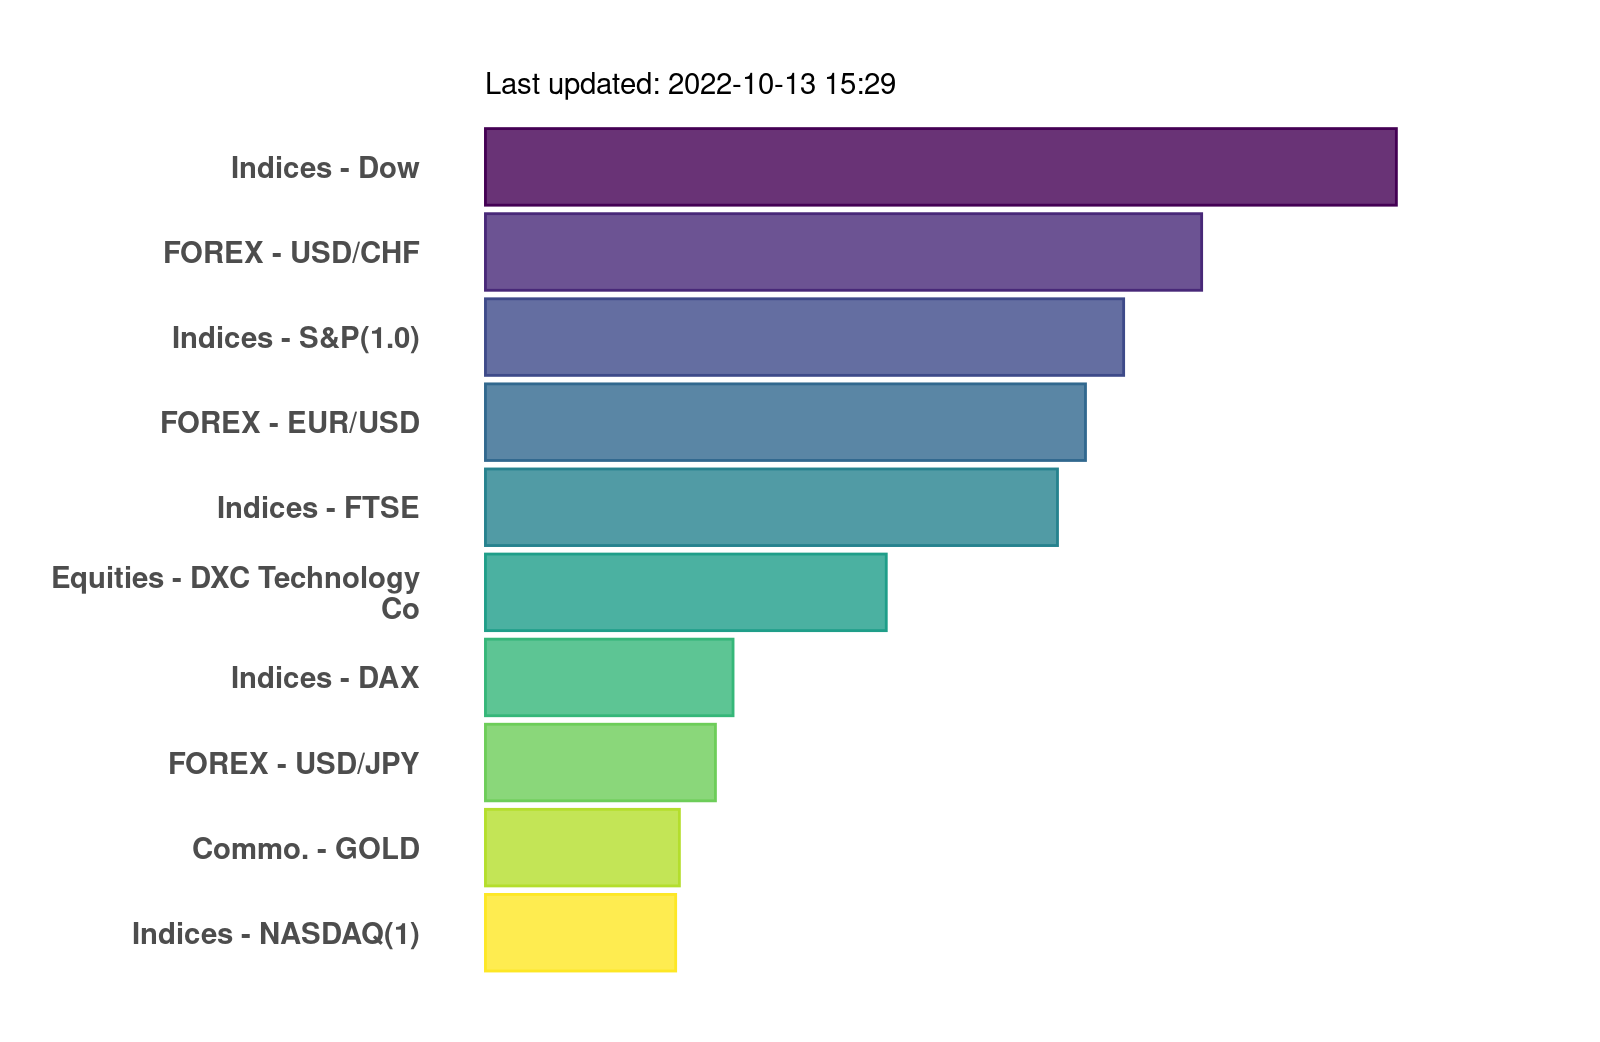 Last updated: 2022-10-13 15:29
Indices - Dow
FOREX - USD/CHF
Indices - S&P(1.0)
FOREX - EUR/USD
Indices - FTSE
Equities - DXC Technology
Co
Indices - DAX
FOREX - USD/JPY
Commo. - GOLD
Indices - NASDAQ(1)